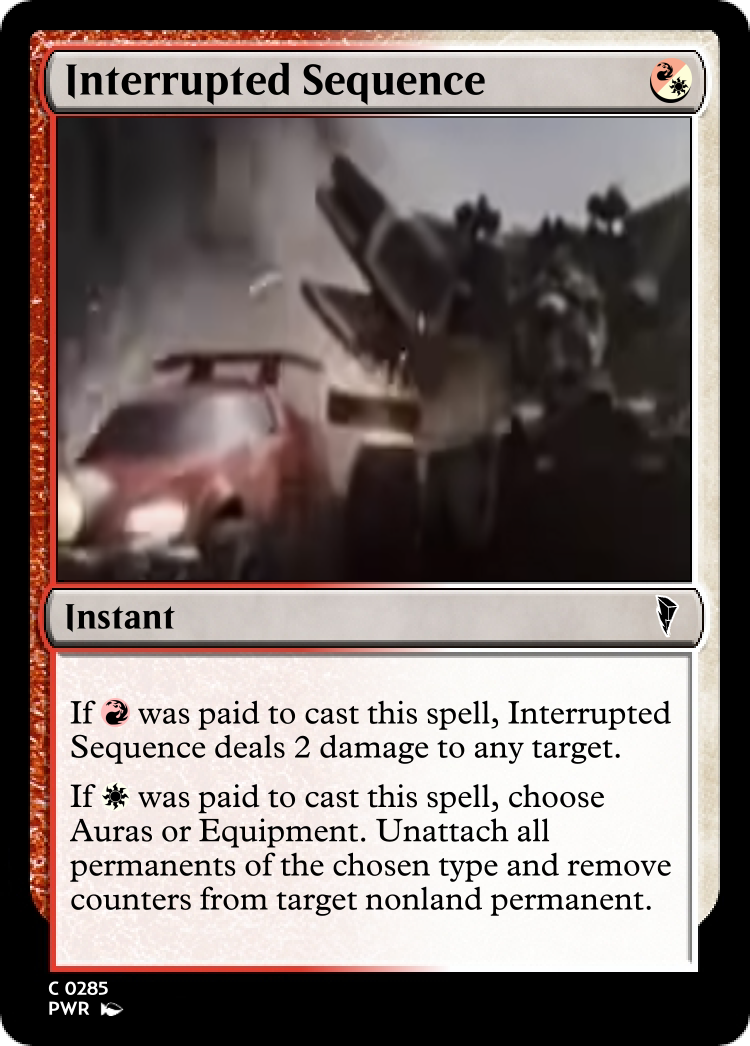 Interrupted Sequence
Instant
If was paid to cast this spell, Interrupted
Sequence deals 2 damage to any target.
If was paid to cast this spell, choose
Auras or Equipment. Unattach all
permanents of the chosen type and remove
counters from target nonland permanent.
C 0285
PWR